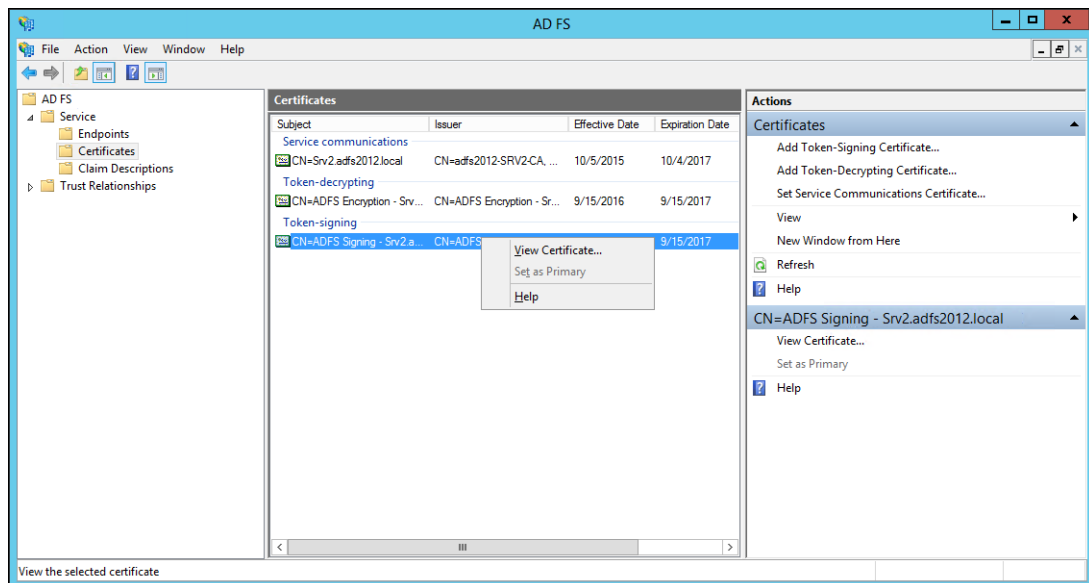 AD FS
File Action View Window Help
AD FS
Service
Endpoints
Certificates
Claim Descriptions
Trust Relationships
Certificates
Subject Issuer Effective Date Expiration Date
Service communications
CN=Srv2.adfs2012.local CN=adfs2012-SRV2-CA, ... 10/5/2015 10/4/2017
Token-decrypting
CN=ADFS Encryption - Srv... CN=ADFS Encryption - Sr... 9/15/2016 9/15/2017
Token-signing
CN=ADFS Signing - Srv2.a... CN=ADFS 9/15/2017
View Certificate...
Set as Primary
Help
Actions
Certificates
Add Token-Signing Certificate...
Add Token-Decrypting Certificate...
Set Service Communications Certificate...
View
New Window from Here
Refresh
Help
CN=ADFS Signing - Srv2.adfs2012.local
View Certificate...
Set as Primary
Help
View the selected certificate